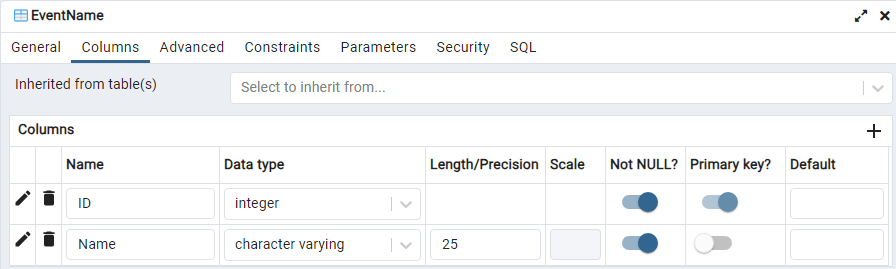 EventName
General Columns Advanced Constraints Parameters Security SQL
Inherited from table(s) Select to inherit from...
Columns
Name Data type Length/Precision Scale Not NULL? Primary key? Default
ID integer
Name character varying 25